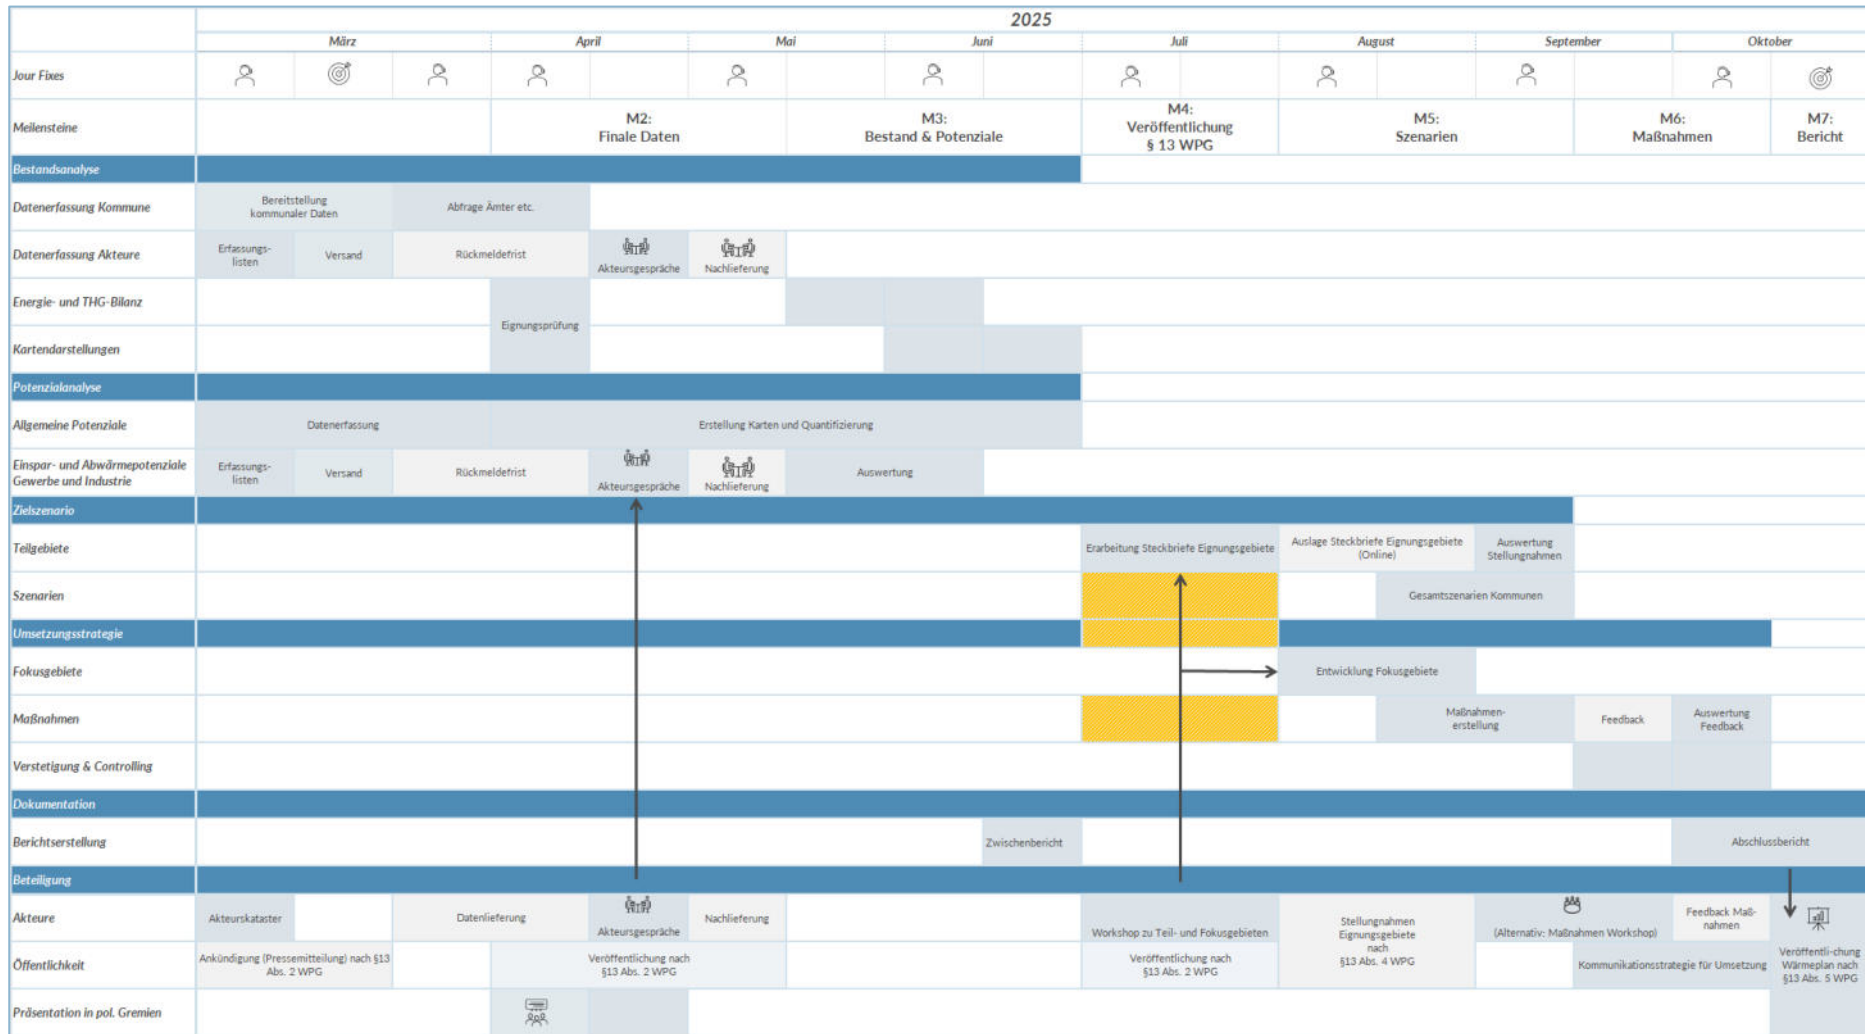 2025
März April Mai Juni Juli August September Oktober
Jour Fixes
Meilensteine
M2:
Finale Daten
M3:
Bestand & Potenziale
M4:
Veröffentlichung
§ 13 WPG
M5:
Szenarien
M6:
Maßnahmen
M7:
Bericht
Bestandsanalyse
Datenerfassung Kommune
Bereitstellung
kommunaler Daten
Abfrage Ämter etc.
Datenerfassung Akteure
Erfassungs-
listen
Versand
Rückmeldefrist
Akteursgespräche
Nachlieferung
Energie- und THG-Bilanz
Eignungsprüfung
Kartendarstellungen
Potenzialanalyse
Allgemeine Potenziale
Datenerfassung
Erstellung Karten und Quantifizierung
Einspar- und Abwärmepotenziale
Gewerbe und Industrie
Erfassungs-
listen
Versand
Rückmeldefrist
Akteursgespräche
Nachlieferung
Auswertung
Zielszenario
Teilgebiete
Erarbeitung Steckbriefe Eignungsgebiete
Auslage Steckbriefe Eignungsgebiete
(Online)
Auswertung
Stellungnahmen
Szenarien
Gesamtszenarien Kommunen
Umsetzungsstrategie
Fokusgebiete
Entwicklung Fokusgebiete
Maßnahmen
Maßnahmen-
erstellung
Feedback
Auswertung
Feedback
Verstetigung & Controlling
Dokumentation
Berichtserstellung
Zwischenbericht
Abschlussbericht
Beteiligung
Akteure
Akteurskataster
Datenlieferung
Akteursgespräche
Nachlieferung
Workshop zu Teil- und Fokusgebieten
Stellungnahmen
Eignungsgebiete
nach
§13 Abs. 4 WPG
(Alternativ: Maßnahmen Workshop)
Feedback Maß-
nahmen
Öffentlichkeit
Ankündigung (Pressemitteilung) nach §13
Abs. 2 WPG
Veröffentlichung nach
§13 Abs. 2 WPG
Veröffentlichung nach
§13 Abs. 2 WPG
Kommunikationsstrategie für Umsetzung
Veröffentli-chung
Wärmeplan nach
§13 Abs. 5 WPG
Präsentation in pol. Gremien